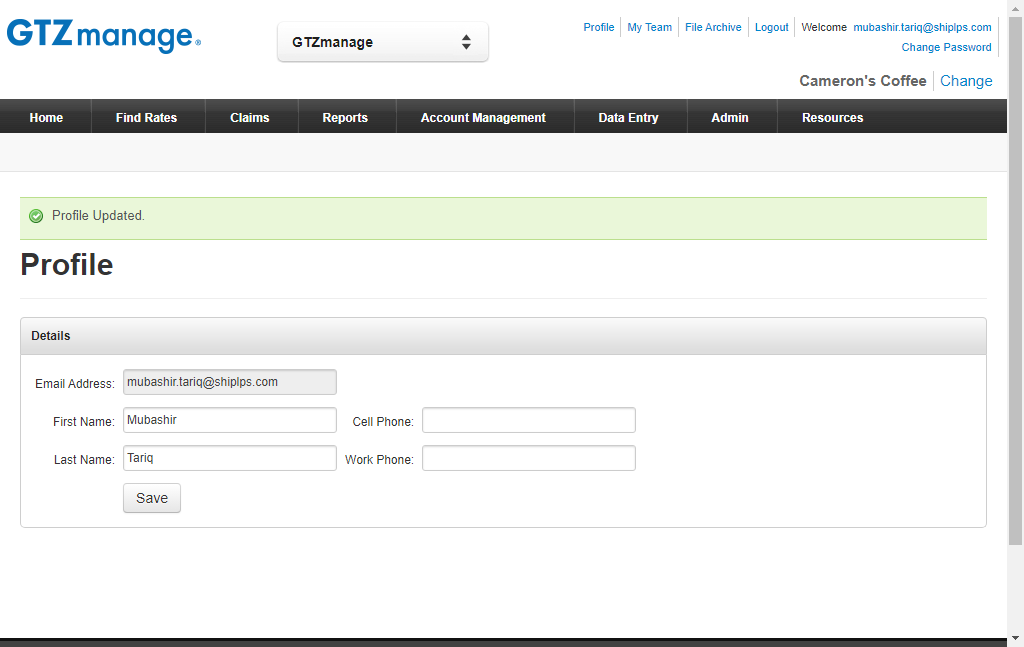 GTZmanage®
GTZmanage
Profile My Team File Archive Logout Welcome mubashir.tariq@shiplps.com
Change Password
Cameron's Coffee Change
Home Find Rates Claims Reports Account Management Data Entry Admin Resources
Profile Updated.
Profile
Details
Email Address: mubashir.tariq@shiplps.com
First Name: Mubashir Cell Phone:
Last Name: Tariq Work Phone:
Save